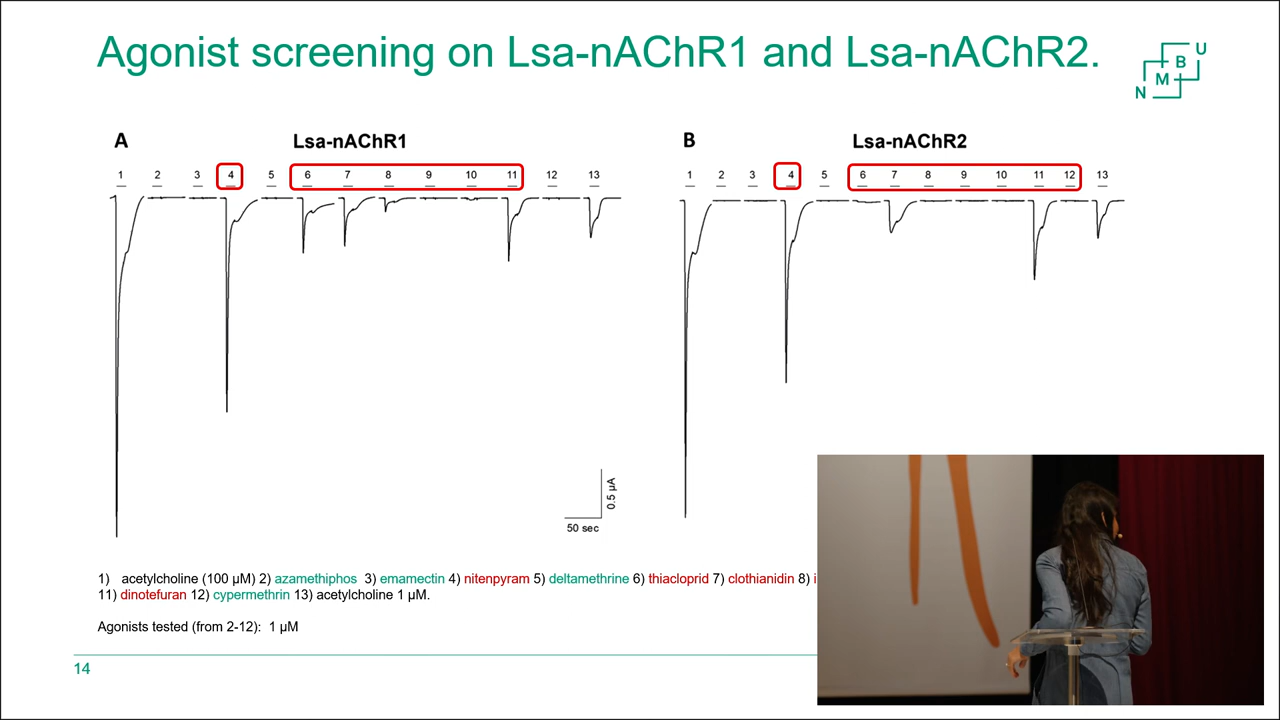 Agonist screening on Lsa-nAChR1 and Lsa-nAChR2.
N M B U
A Lsa-nAChR1
1 2 3 4 5 6 7 8 9 10 11 12 13
0.5 µA
50 sec
B Lsa-nAChR2
1 2 3 4 5 6 7 8 9 10 11 12 13
1) acetylcholine (100 µM) 2) azamethiphos 3) emamectin 4) nitenpyram 5) deltamethrine 6) thiacloprid 7) clothianidin 8)
11) dinotefuran 12) cypermethrin 13) acetylcholine 1 µM.
Agonists tested (from 2-12): 1 µM
14